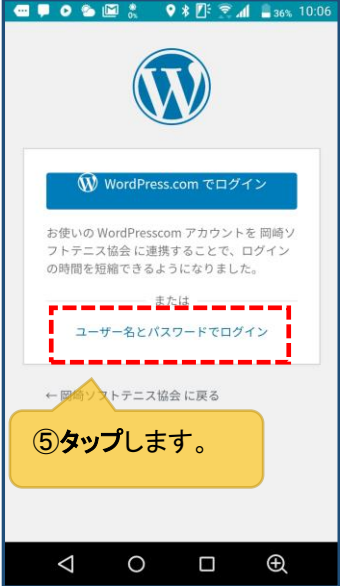 0%
36% 10:06
WordPress.com でログイン
お使いの WordPresscom アカウントを 岡崎ソ
フトテニス協会 に連携することで、ログイン
の時間を短縮できるようになりました。
または
ユーザー名とパスワードでログイン
← 岡崎ソフトテニス協会 に戻る
⑤タップします。